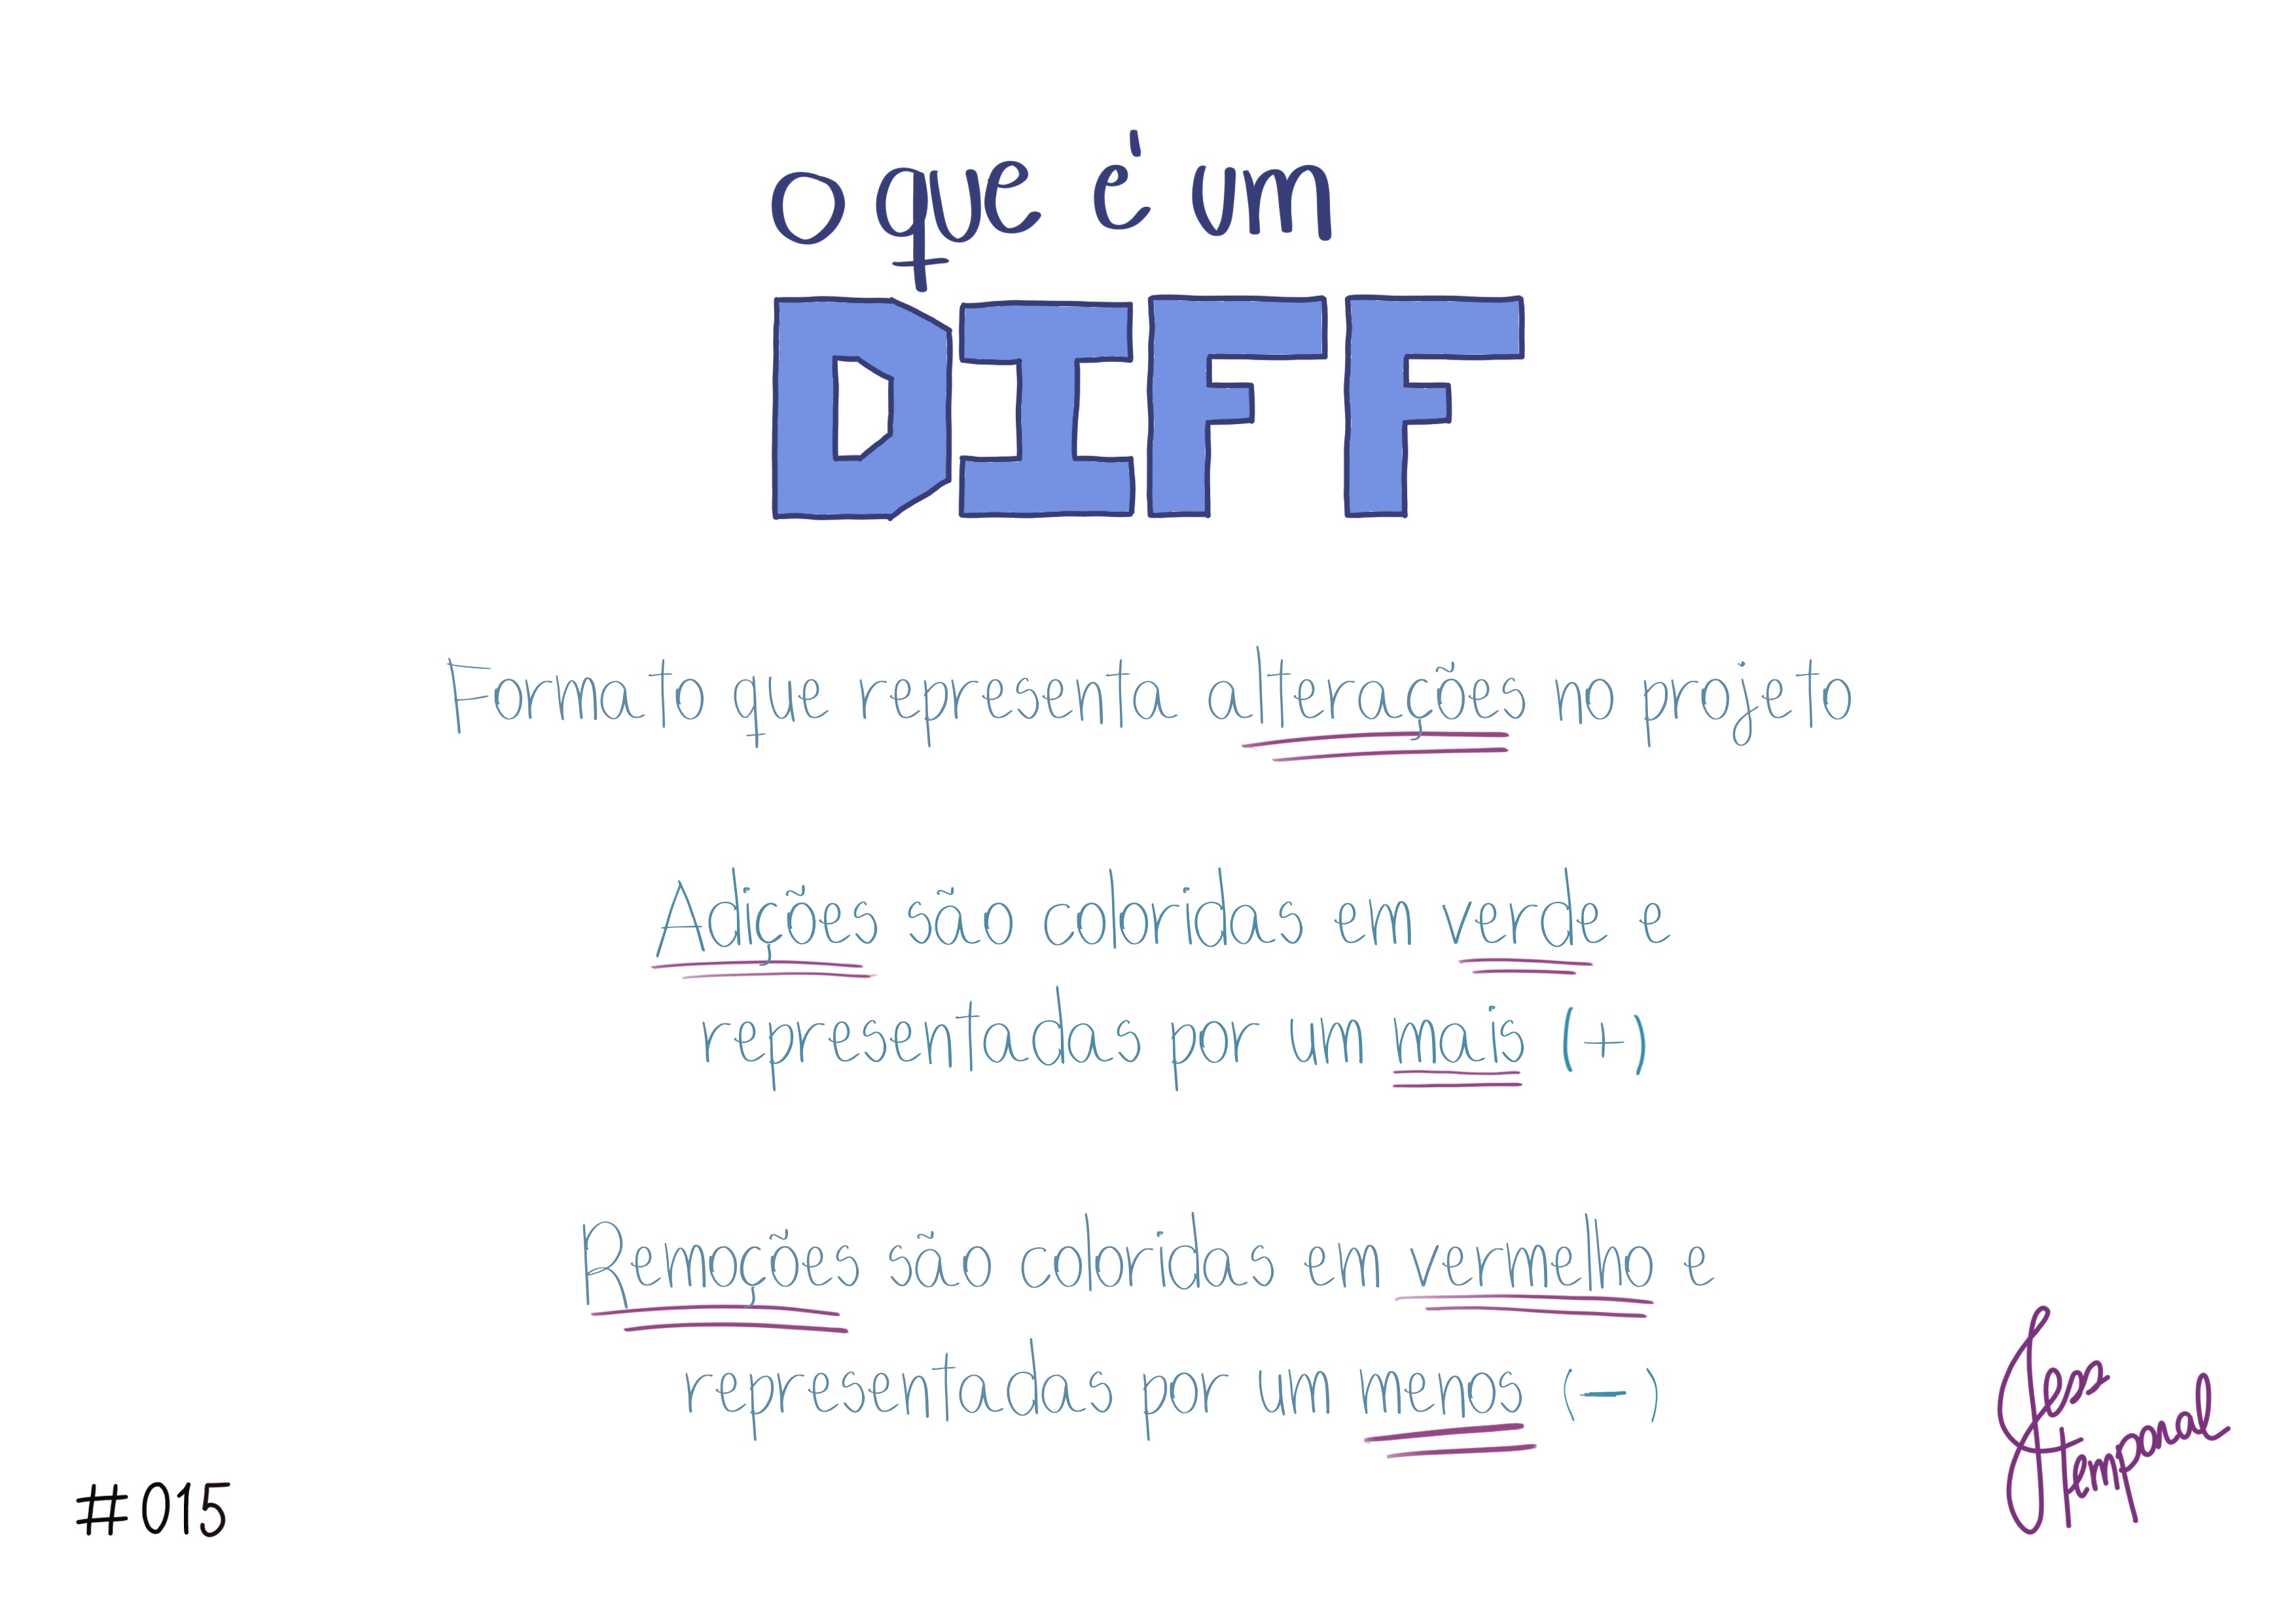 o que é um
DIFF
Formato que representa alterações no projeto
Adições são coloridas em verde e
representadas por um mais (+)
Remoções são coloridas em vermelho e
representadas por um menos (-)
#015
Jess
Temporal